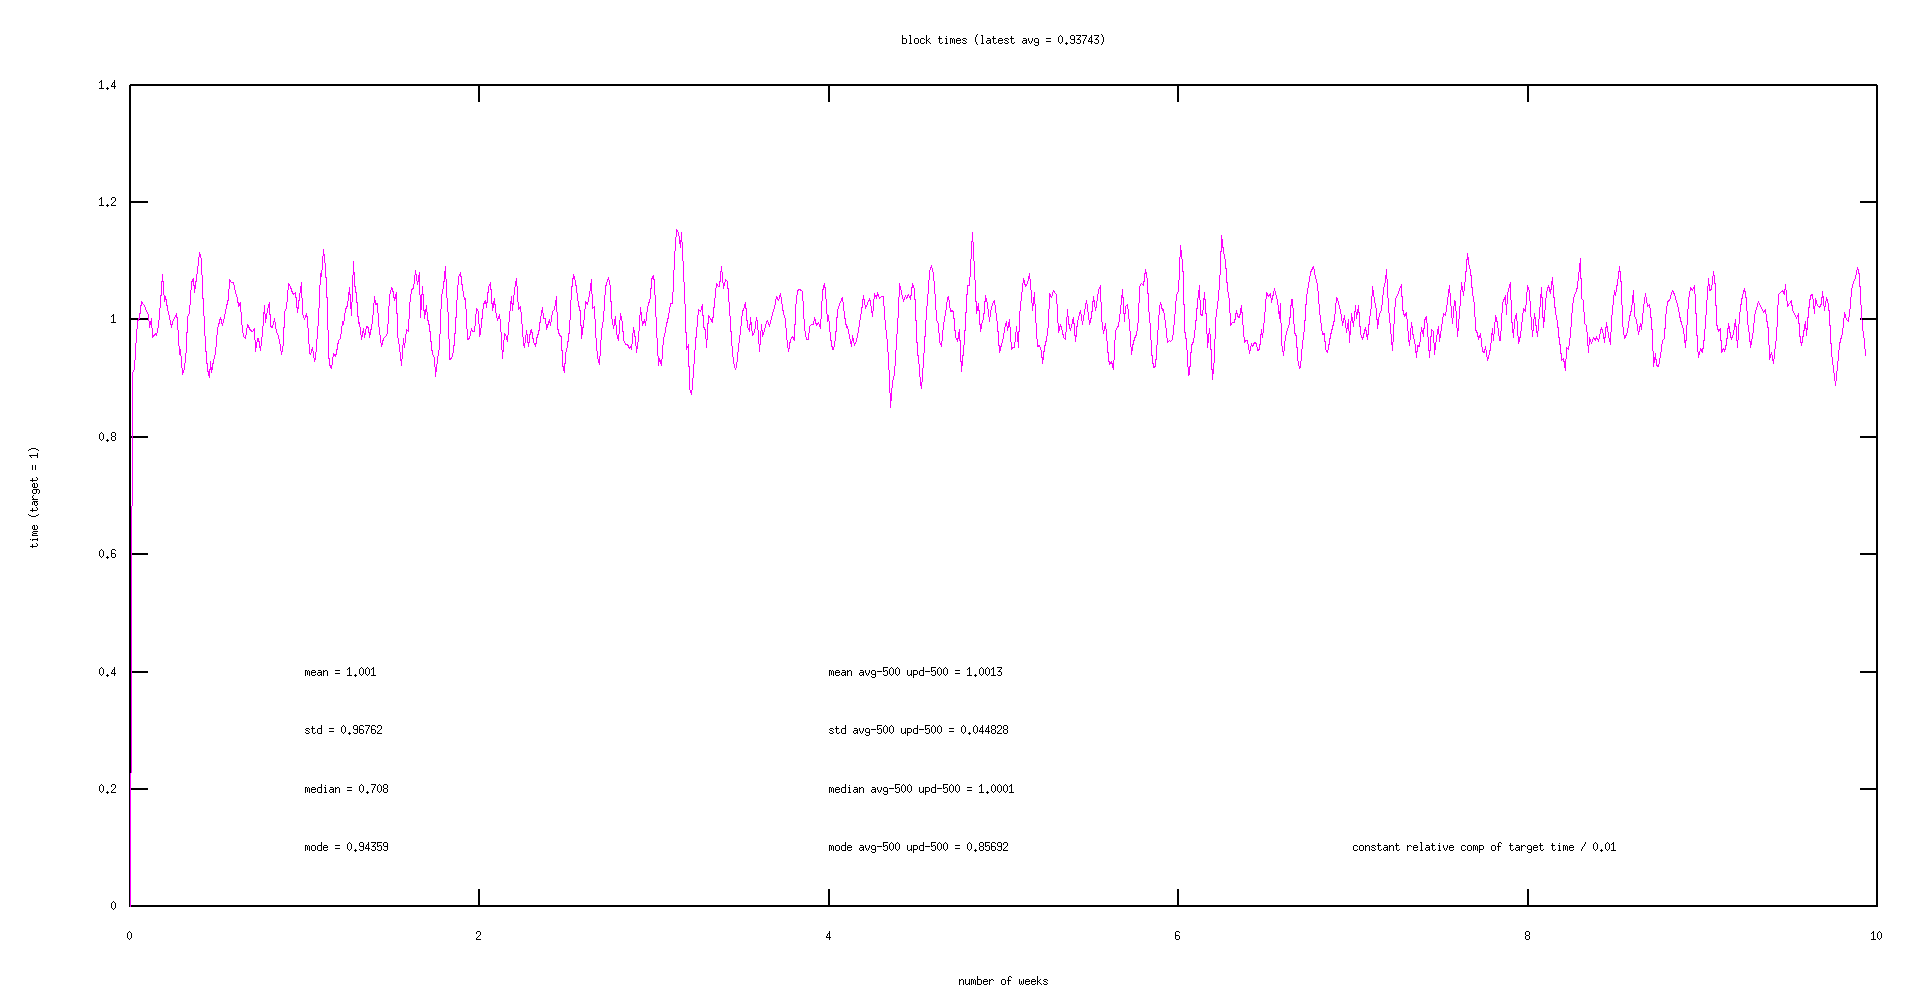 block times (latest avg = 0.93743)
1.4
1.2
1
0.8
0.6
0.4
0.2
0
time (target = 1)
mean = 1.001
mean avg-500 upd-500 = 1.0013
std = 0.96762
std avg-500 upd-500 = 0.044828
median = 0.708
median avg-500 upd-500 = 1.0001
mode = 0.94359
mode avg-500 upd-500 = 0.85692
constant relative comp of target time / 0.01
0 2 4 6 8 10
number of weeks